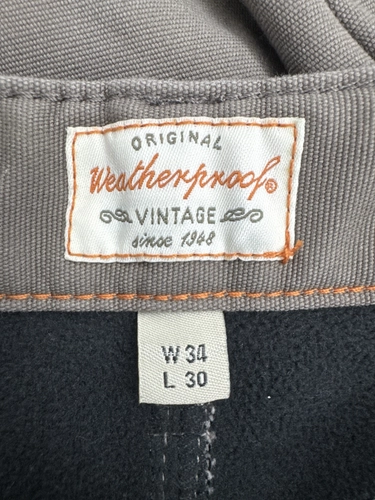 ORIGINAL
Weatherproof®
VINTAGE
since 1948
W 34
L 30